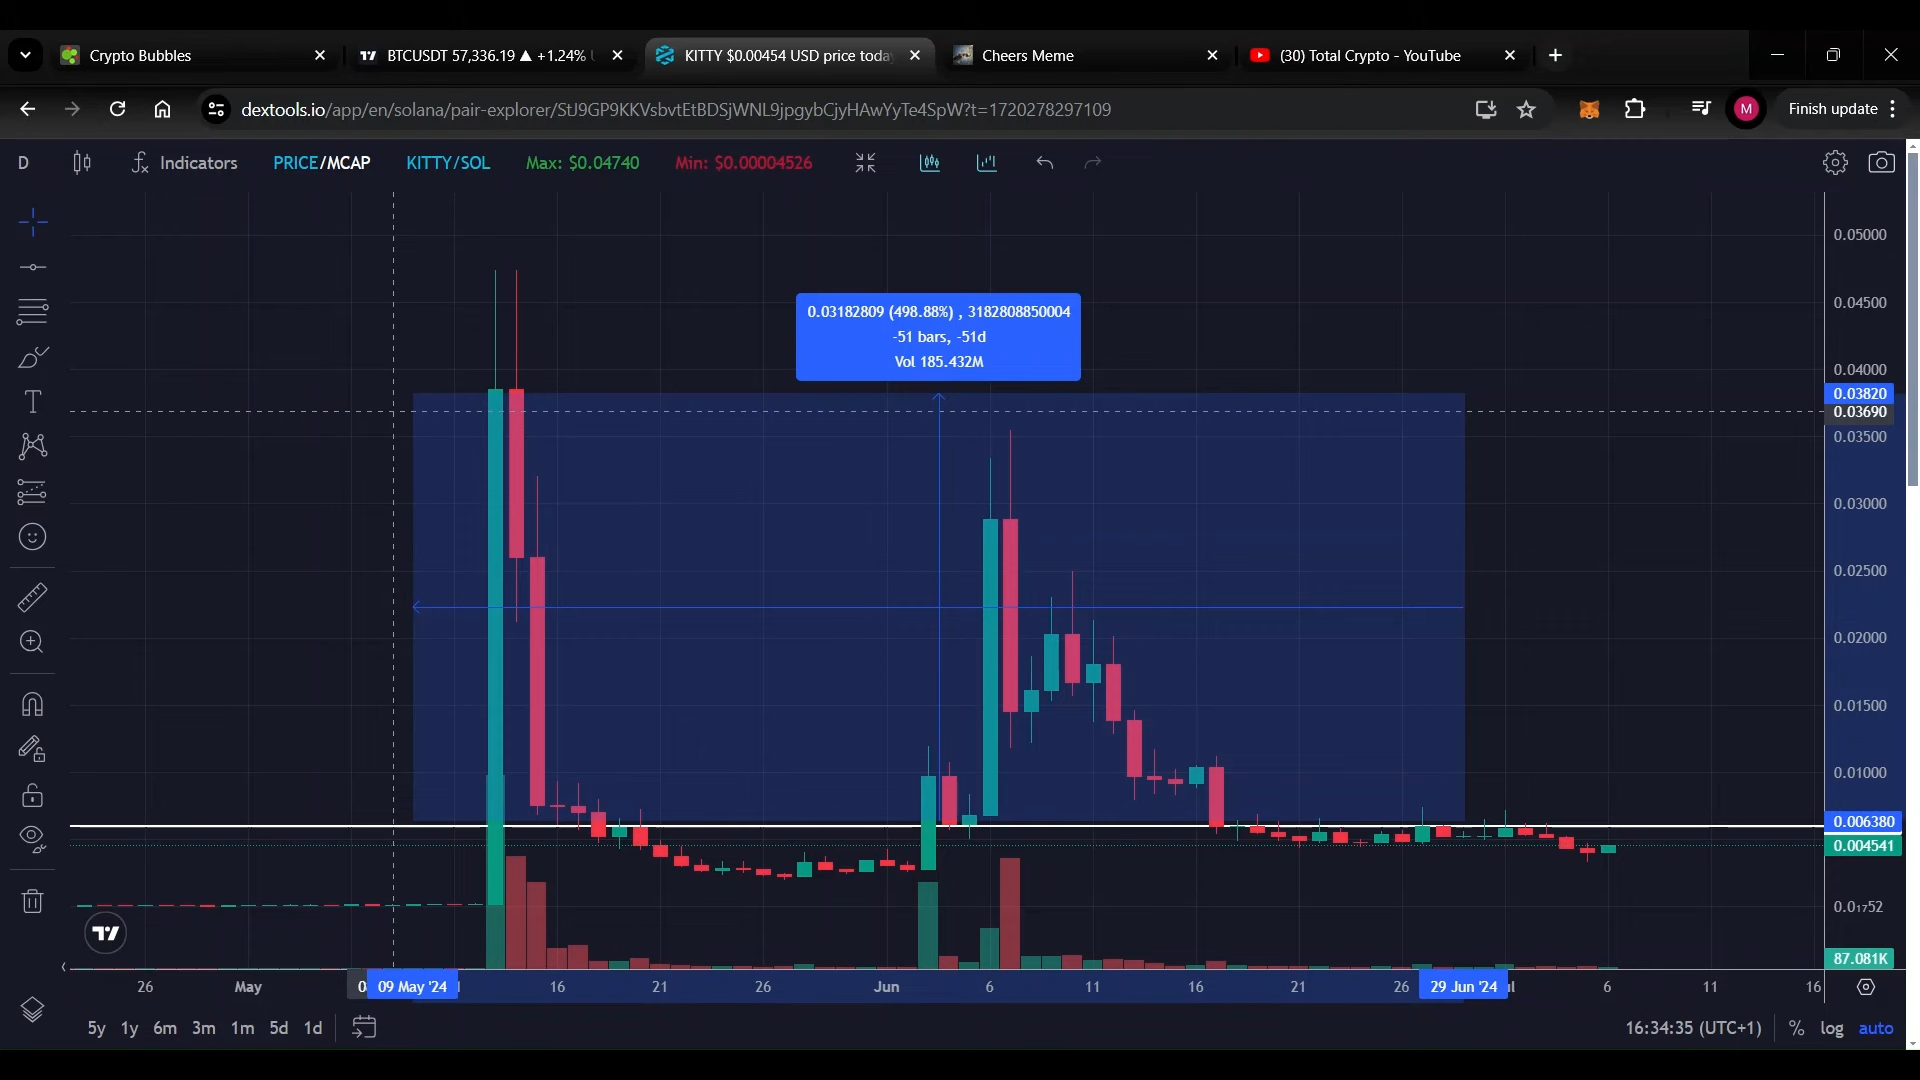 Crypto Bubbles
BTCUSDT 57,336.19 ▲ +1.24%
KITTY $0.00454 USD price toda
Cheers Meme
(30) Total Crypto - YouTube
dextools.io/app/en/solana/pair-explorer/StJ9GP9KKVsbvtEtBDSjWNL9jpgybCjyHAwYyTe4SpW?t=1720278297109
M
Finish update
D
Indicators
PRICE/MCAP
KITTY/SOL
Max: $0.04740
Min: $0.00004526
0.03182809 (498.88%) , 3182808850004
-51 bars, -51d
Vol 185.432M
0.05000
0.04500
0.04000
0.03820
0.03690
0.03500
0.03000
0.02500
0.02000
0.01500
0.01000
0.006380
0.004541
0.0₁752
87.081K
26
May
09 May '24
16
21
26
Jun
6
11
16
21
26
29 Jun '24
6
11
16
5y
1y
6m
3m
1m
5d
1d
16:34:35 (UTC+1)
%
log
auto